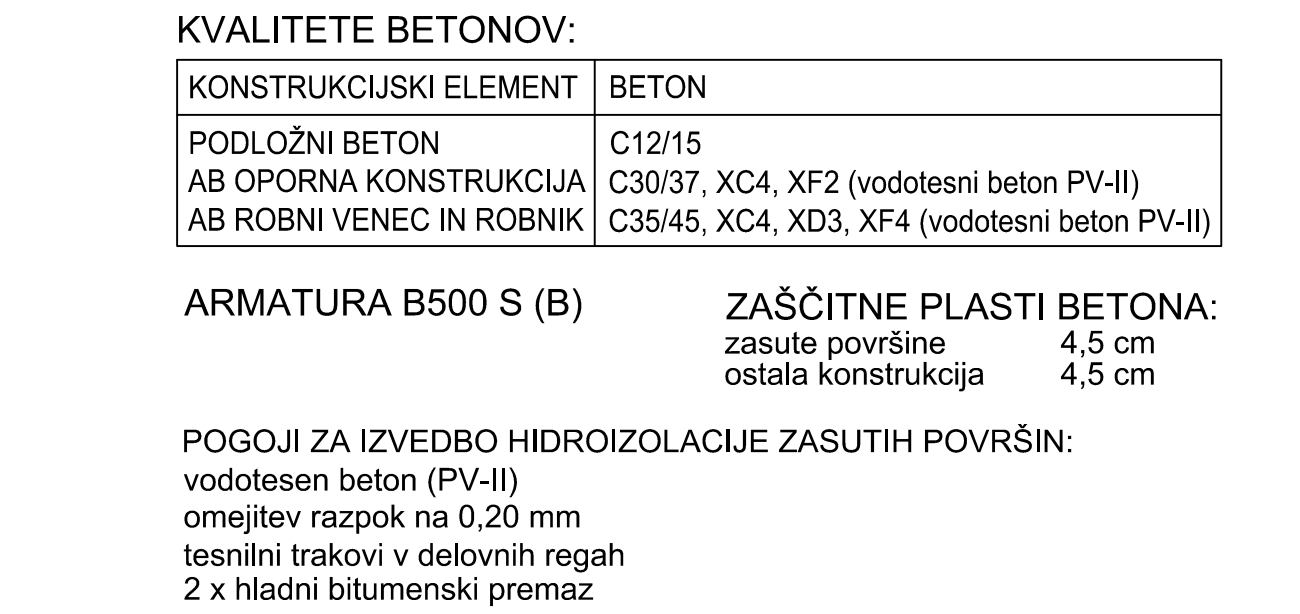 KVALITETE BETONOV:
KONSTRUKCIJSKI ELEMENT BETON
PODLOŽNI BETON C12/15
AB OPORNA KONSTRUKCIJA C30/37, XC4, XF2 (vodotesni beton PV-II)
AB ROBNI VENEC IN ROBNIK C35/45, XC4, XD3, XF4 (vodotesni beton PV-II)
ARMATURA B500 S (B)
ZAŠČITNE PLASTI BETONA:
zasute površine 4,5 cm
ostala konstrukcija 4,5 cm
POGOJI ZA IZVEDBO HIDROIZOLACIJE ZASUTIH POVRŠIN:
vodotesen beton (PV-II)
omejitev razpok na 0,20 mm
tesnilni trakovi v delovnih regah
2 x hladni bitumenski premaz